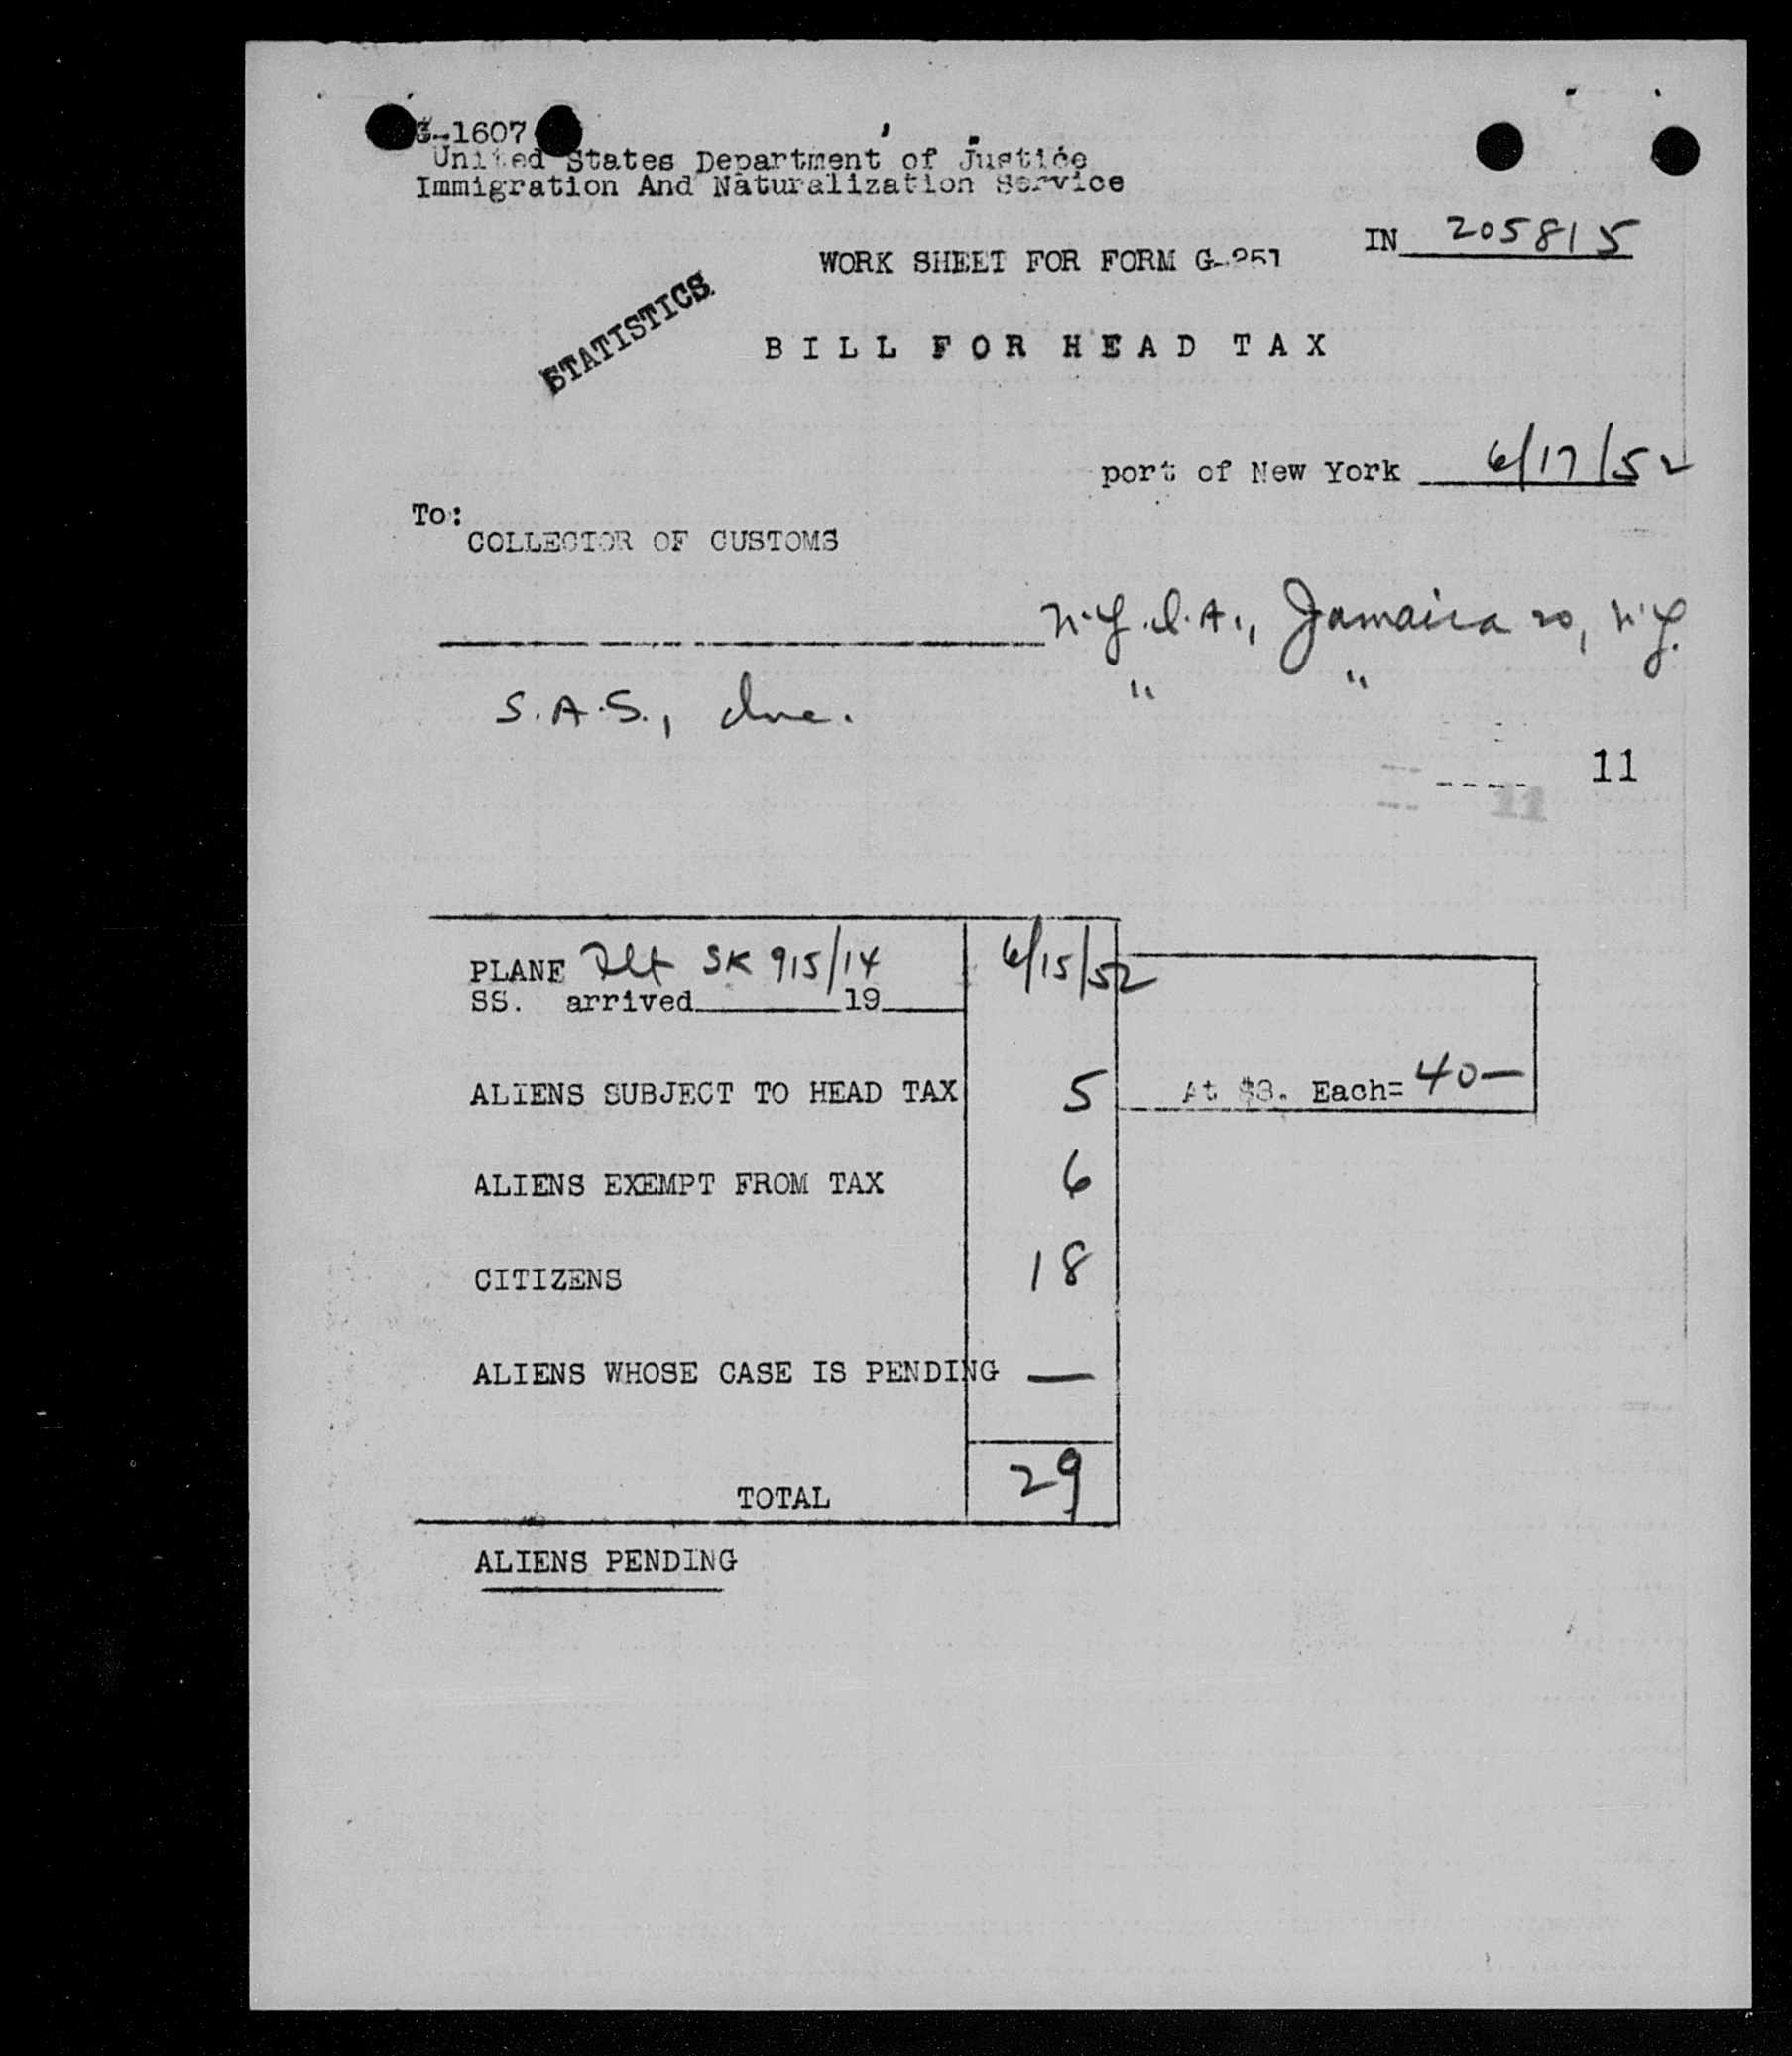 G-1607
United States Department of Justice
Immigration And Naturalization Service
IN 205815
WORK SHEET FOR FORM G-251
STATISTICS
BILL FOR HEAD TAX
port of New York 6/17/52
To:
COLLECTOR OF CUSTOMS
N.Y.I.A., Jamaica 20, N.Y.
S.A.S., Inc. " "
11
11
PLANE Flt SK 915/14 6/15/52
SS. arrived 19
ALIENS SUBJECT TO HEAD TAX 5 At $8. Each= 40—
ALIENS EXEMPT FROM TAX 6
CITIZENS 18
ALIENS WHOSE CASE IS PENDING —
TOTAL 29
ALIENS PENDING